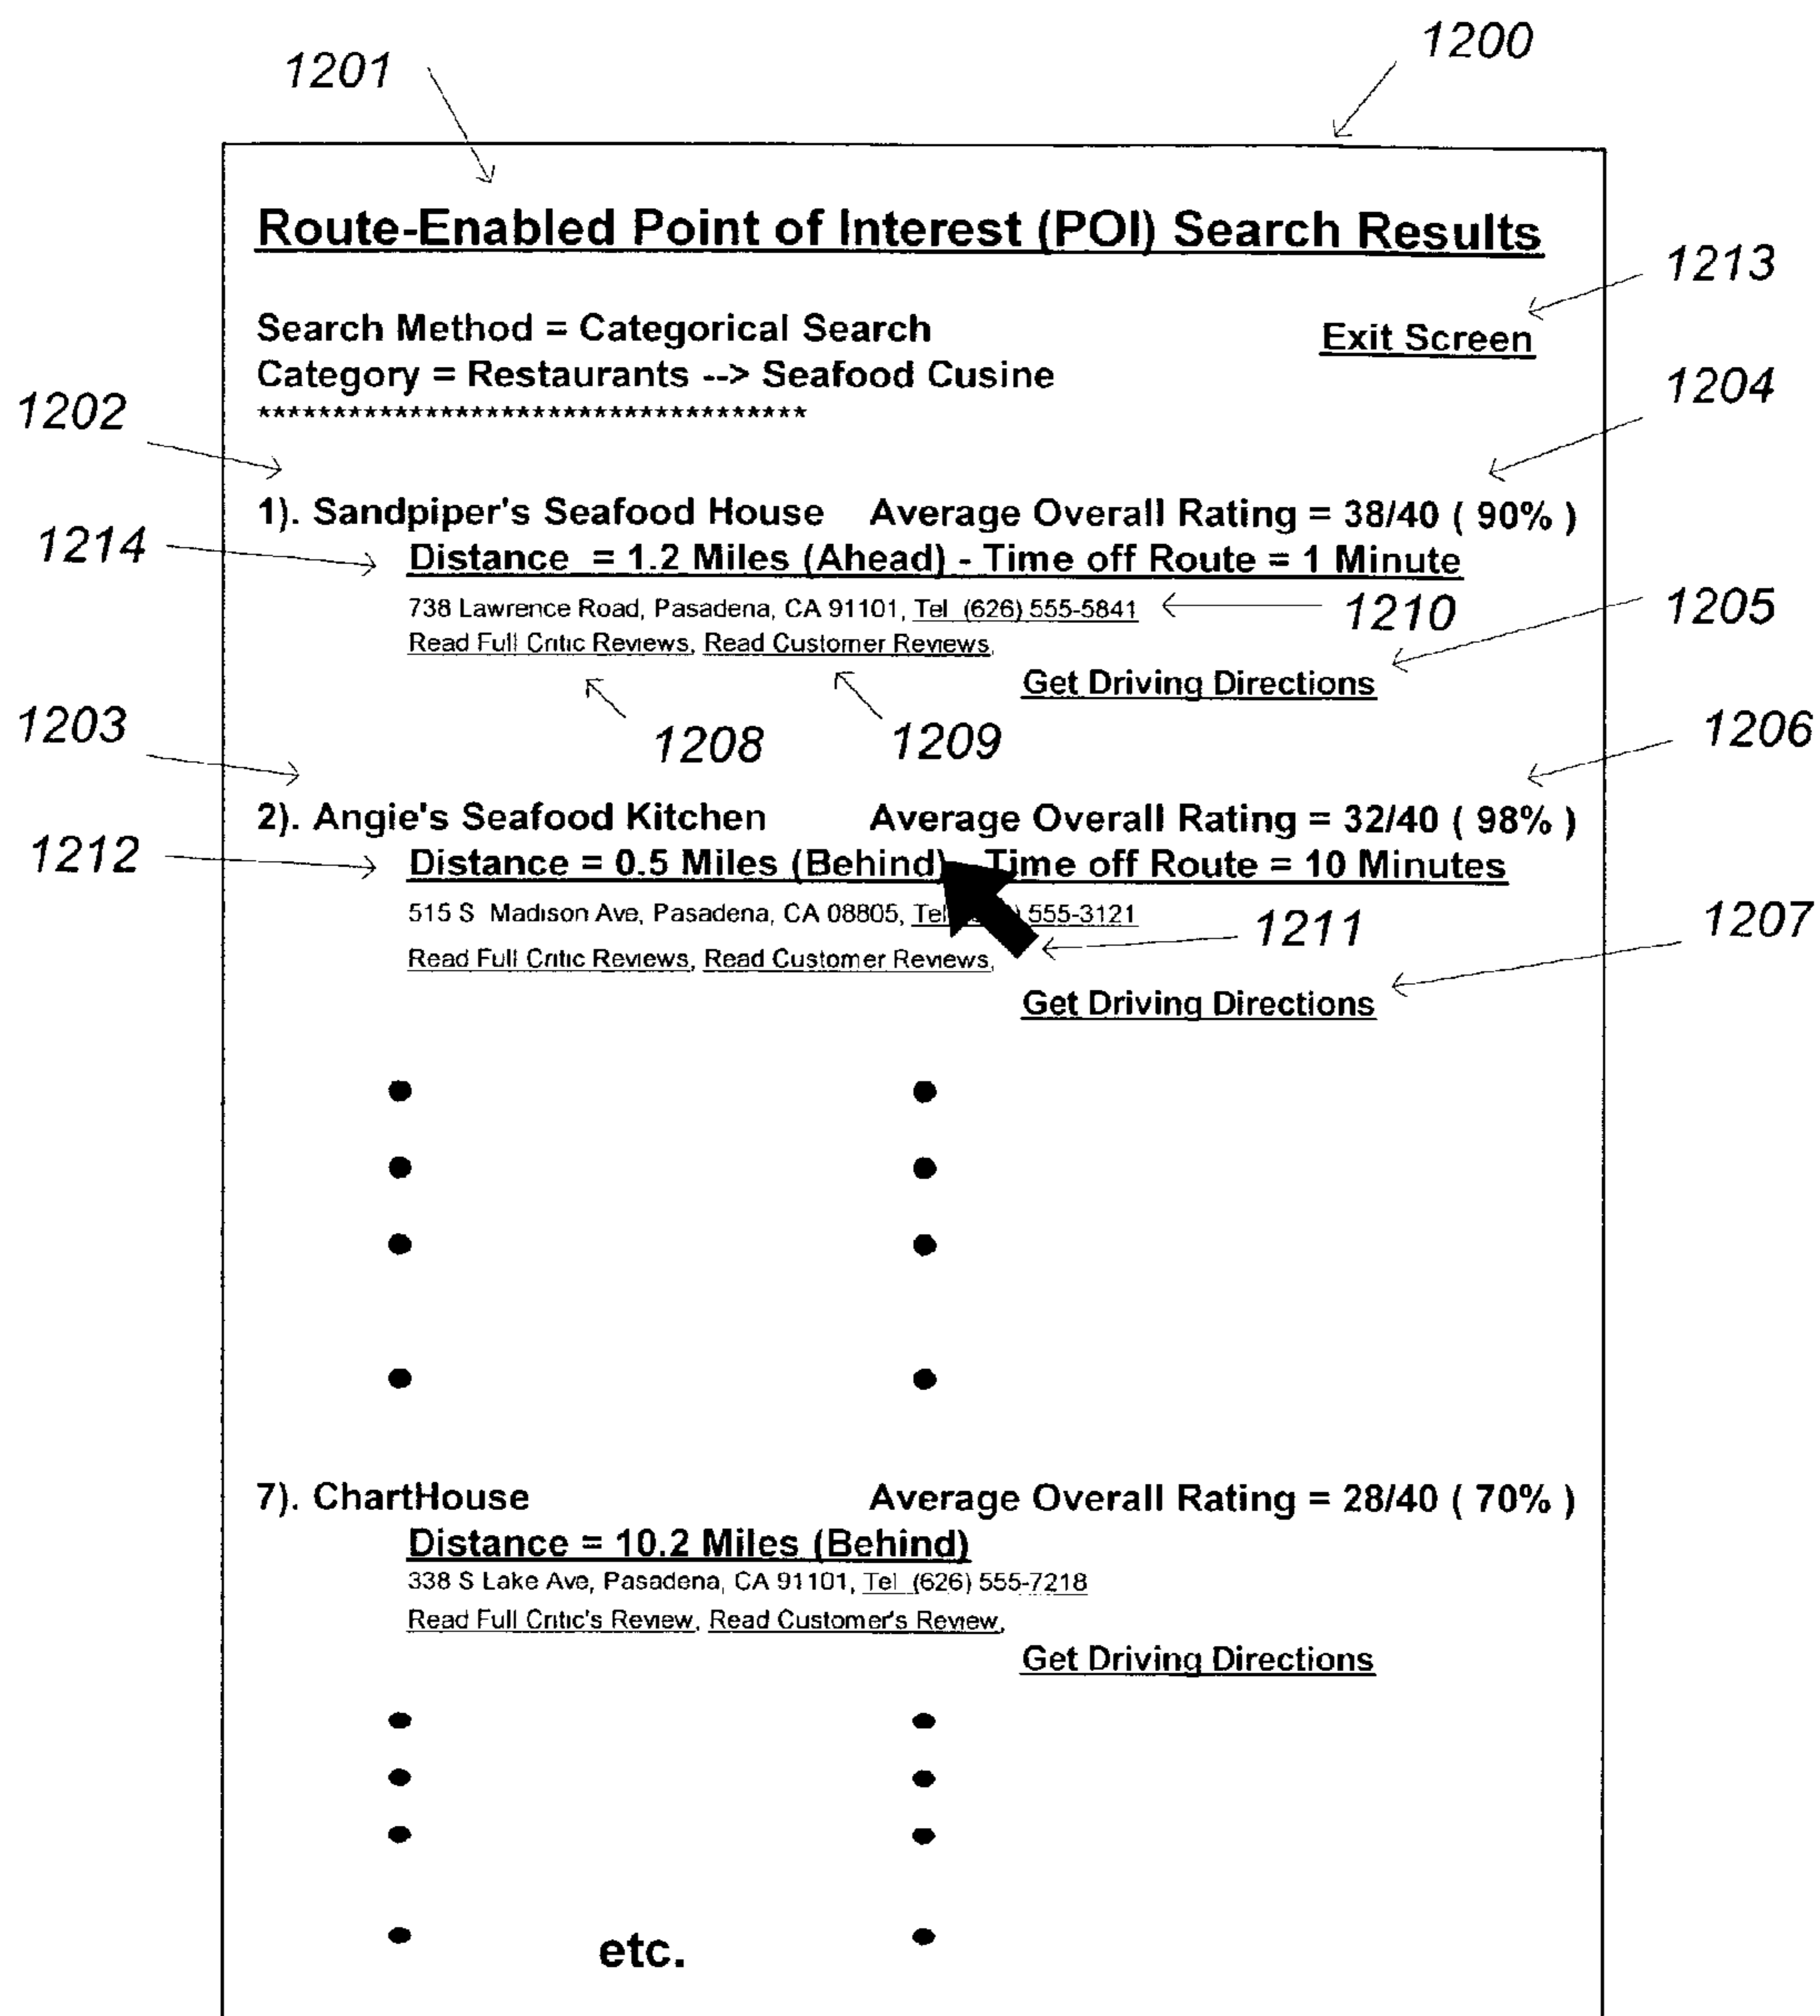 1201
1200
Route-Enabled Point of Interest (POI) Search Results
1213
Search Method = Categorical Search
Exit Screen
Category = Restaurants --> Seafood Cusine
1204
1202
************************************
1). Sandpiper's Seafood House Average Overall Rating = 38/40 ( 90% )
1214
Distance = 1.2 Miles (Ahead) - Time off Route = 1 Minute
738 Lawrence Road, Pasadena, CA 91101, Tel (626) 555-5841
1210
1205
Read Full Critic Reviews, Read Customer Reviews,
Get Driving Directions
1203
1208
1209
1206
2). Angie's Seafood Kitchen Average Overall Rating = 32/40 ( 98% )
1212
Distance = 0.5 Miles (Behind) Time off Route = 10 Minutes
515 S Madison Ave, Pasadena, CA 08805, Tel 555-3121
1211
1207
Read Full Critic Reviews, Read Customer Reviews,
Get Driving Directions
7). ChartHouse Average Overall Rating = 28/40 ( 70% )
Distance = 10.2 Miles (Behind)
338 S Lake Ave, Pasadena, CA 91101, Tel (626) 555-7218
Read Full Critic's Review, Read Customer's Review,
Get Driving Directions
etc.